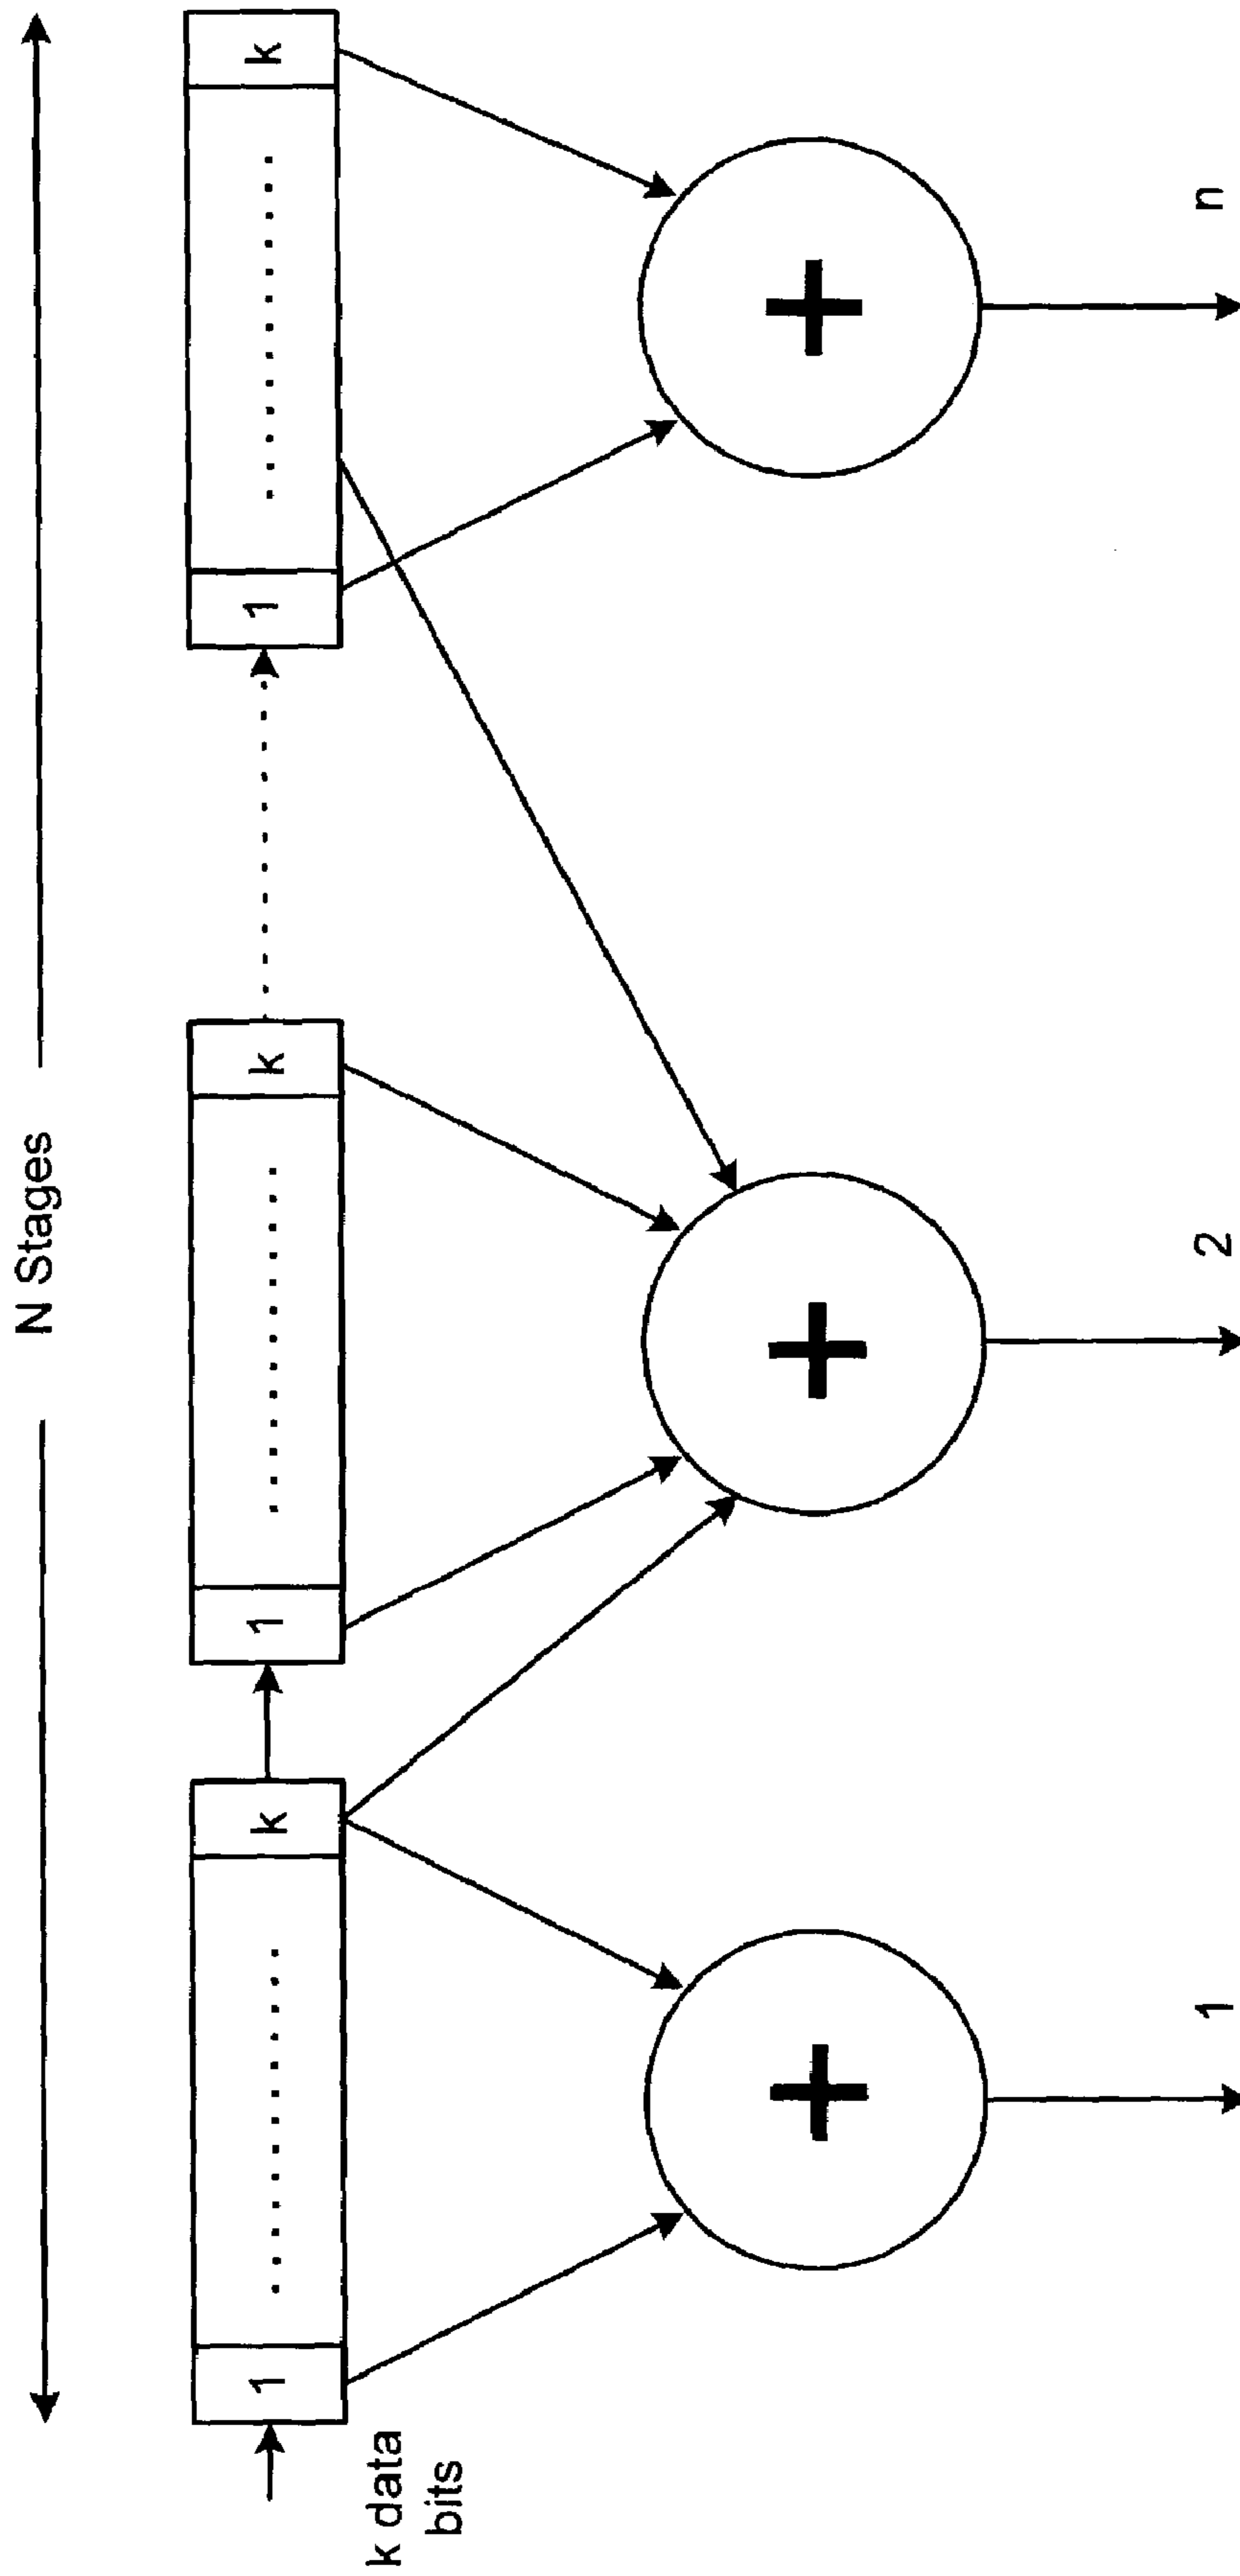 N Stages
1 ........... k 1 ........... k 1 ........... k
k data
bits
+ + +
1 2 n